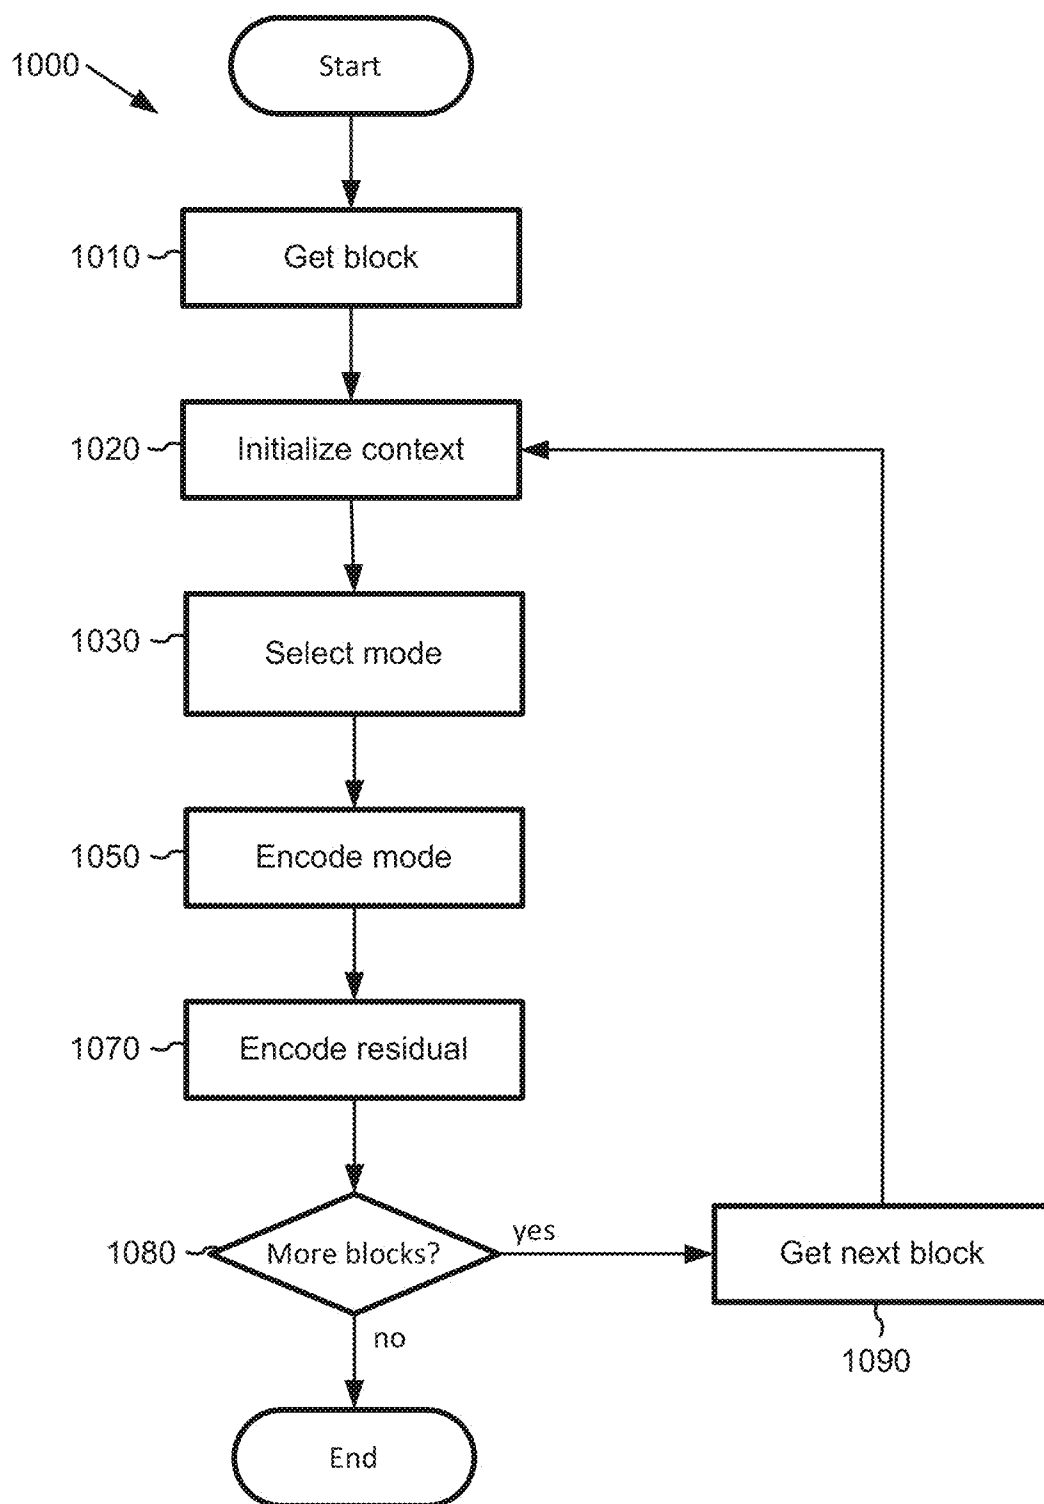 1000
Start
1010
Get block
1020
Initialize context
1030
Select mode
1050
Encode mode
1070
Encode residual
1080
More blocks?
yes
Get next block
1090
no
End